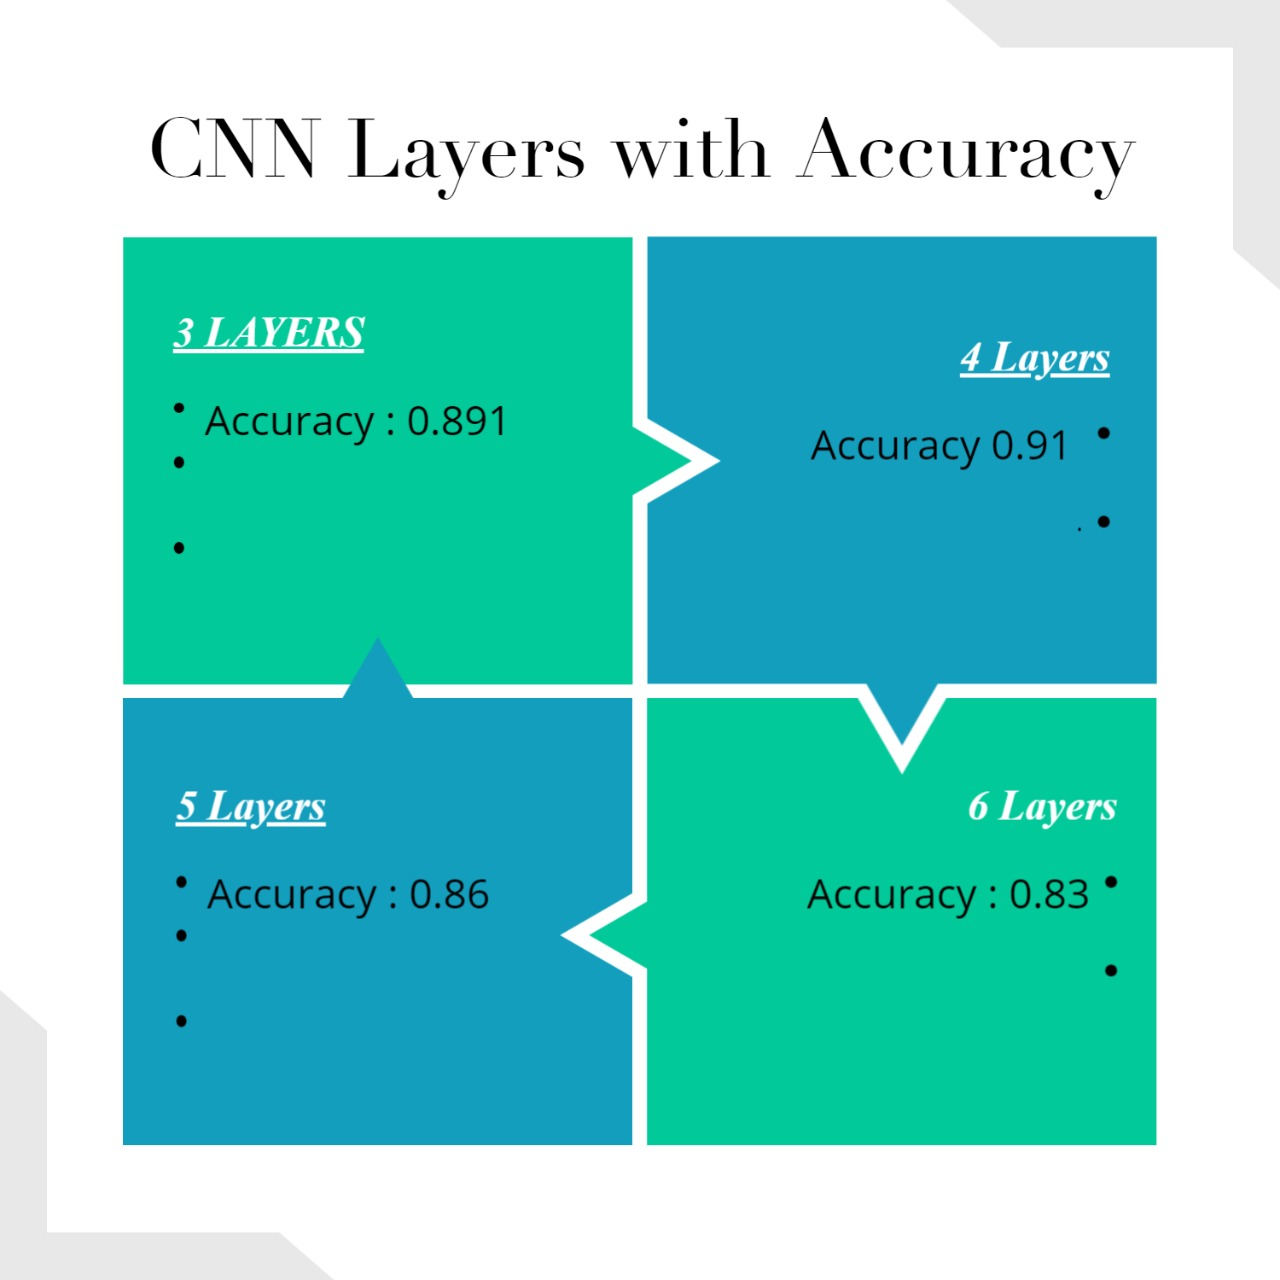 CNN Layers with Accuracy
3 LAYERS
• Accuracy : 0.891
•
•
4 Layers
Accuracy 0.91 •
. •
5 Layers
• Accuracy : 0.86
•
•
6 Layers
Accuracy : 0.83 •
•